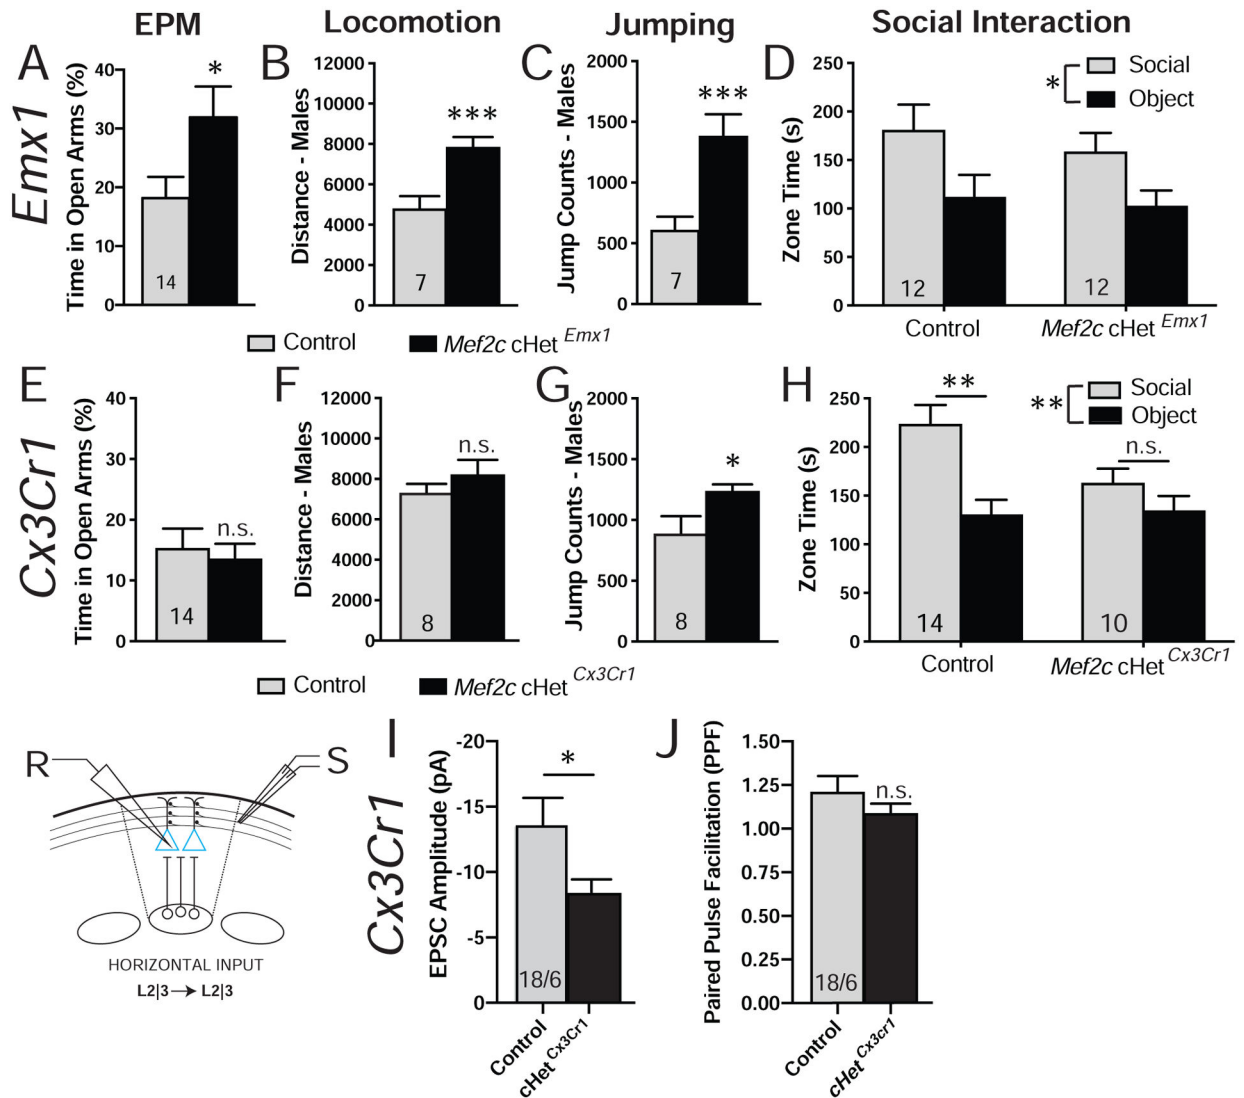 EPM
Locomotion
Jumping
Social Interaction
Emx1
A
Time in Open Arms (%)
40
30
20
10
0
*
14
B
Distance - Males
12000
10000
8000
6000
4000
2000
0
***
7
C
Jump Counts - Males
2000
1500
1000
500
0
***
7
D
Zone Time (s)
250
200
150
100
50
0
* Social
Object
12
12
Control
Mef2c cHet Emx1
Control
Mef2c cHet Emx1
Cx3Cr1
E
Time in Open Arms (%)
40
30
20
10
0
n.s.
14
F
Distance - Males
12000
10000
8000
6000
4000
2000
0
n.s.
8
G
Jump Counts - Males
2000
1500
1000
500
0
*
8
H
Zone Time (s)
250
200
150
100
50
0
**
** Social
Object
n.s.
14
10
Control
Mef2c cHet Cx3Cr1
Control
Mef2c cHet Cx3Cr1
R
S
HORIZONTAL INPUT
L2|3 → L2|3
Cx3Cr1
I
EPSC Amplitude (pA)
-20
-15
-10
-5
0
*
18/6
Control
cHet Cx3Cr1
J
Paired Pulse Facilitation (PPF)
1.50
1.25
1.00
0.75
0.50
0.25
0.00
n.s.
18/6
Control
cHet Cx3Cr1